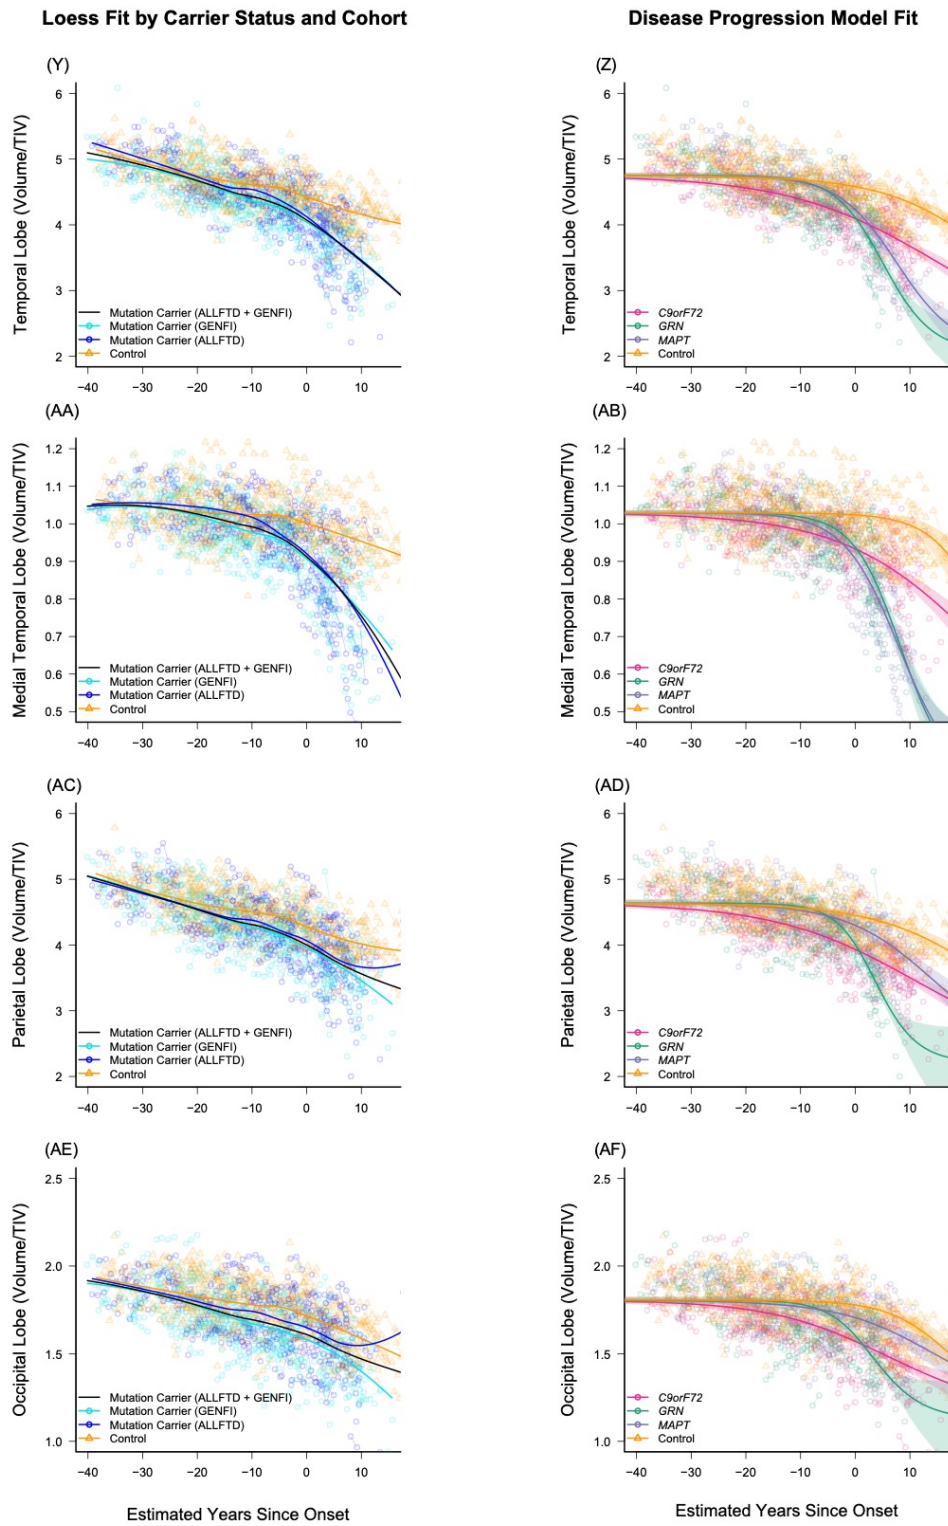 Loess Fit by Carrier Status and Cohort
Disease Progression Model Fit
(Y)
Temporal Lobe (Volume/TIV)
6
5
4
3
2
Mutation Carrier (ALLFTD + GENFI)
Mutation Carrier (GENFI)
Mutation Carrier (ALLFTD)
Control
−40 −30 −20 −10 0 10
(Z)
Temporal Lobe (Volume/TIV)
6
5
4
3
2
C9orF72
GRN
MAPT
Control
−40 −30 −20 −10 0 10
(AA)
Medial Temporal Lobe (Volume/TIV)
1.2
1.1
1.0
0.9
0.8
0.7
0.6
0.5
Mutation Carrier (ALLFTD + GENFI)
Mutation Carrier (GENFI)
Mutation Carrier (ALLFTD)
Control
−40 −30 −20 −10 0 10
(AB)
Medial Temporal Lobe (Volume/TIV)
1.2
1.1
1.0
0.9
0.8
0.7
0.6
0.5
C9orF72
GRN
MAPT
Control
−40 −30 −20 −10 0 10
(AC)
Parietal Lobe (Volume/TIV)
6
5
4
3
2
Mutation Carrier (ALLFTD + GENFI)
Mutation Carrier (GENFI)
Mutation Carrier (ALLFTD)
Control
−40 −30 −20 −10 0 10
(AD)
Parietal Lobe (Volume/TIV)
6
5
4
3
2
C9orF72
GRN
MAPT
Control
−40 −30 −20 −10 0 10
(AE)
Occipital Lobe (Volume/TIV)
2.5
2.0
1.5
1.0
Mutation Carrier (ALLFTD + GENFI)
Mutation Carrier (GENFI)
Mutation Carrier (ALLFTD)
Control
−40 −30 −20 −10 0 10
Estimated Years Since Onset
(AF)
Occipital Lobe (Volume/TIV)
2.5
2.0
1.5
1.0
C9orF72
GRN
MAPT
Control
−40 −30 −20 −10 0 10
Estimated Years Since Onset